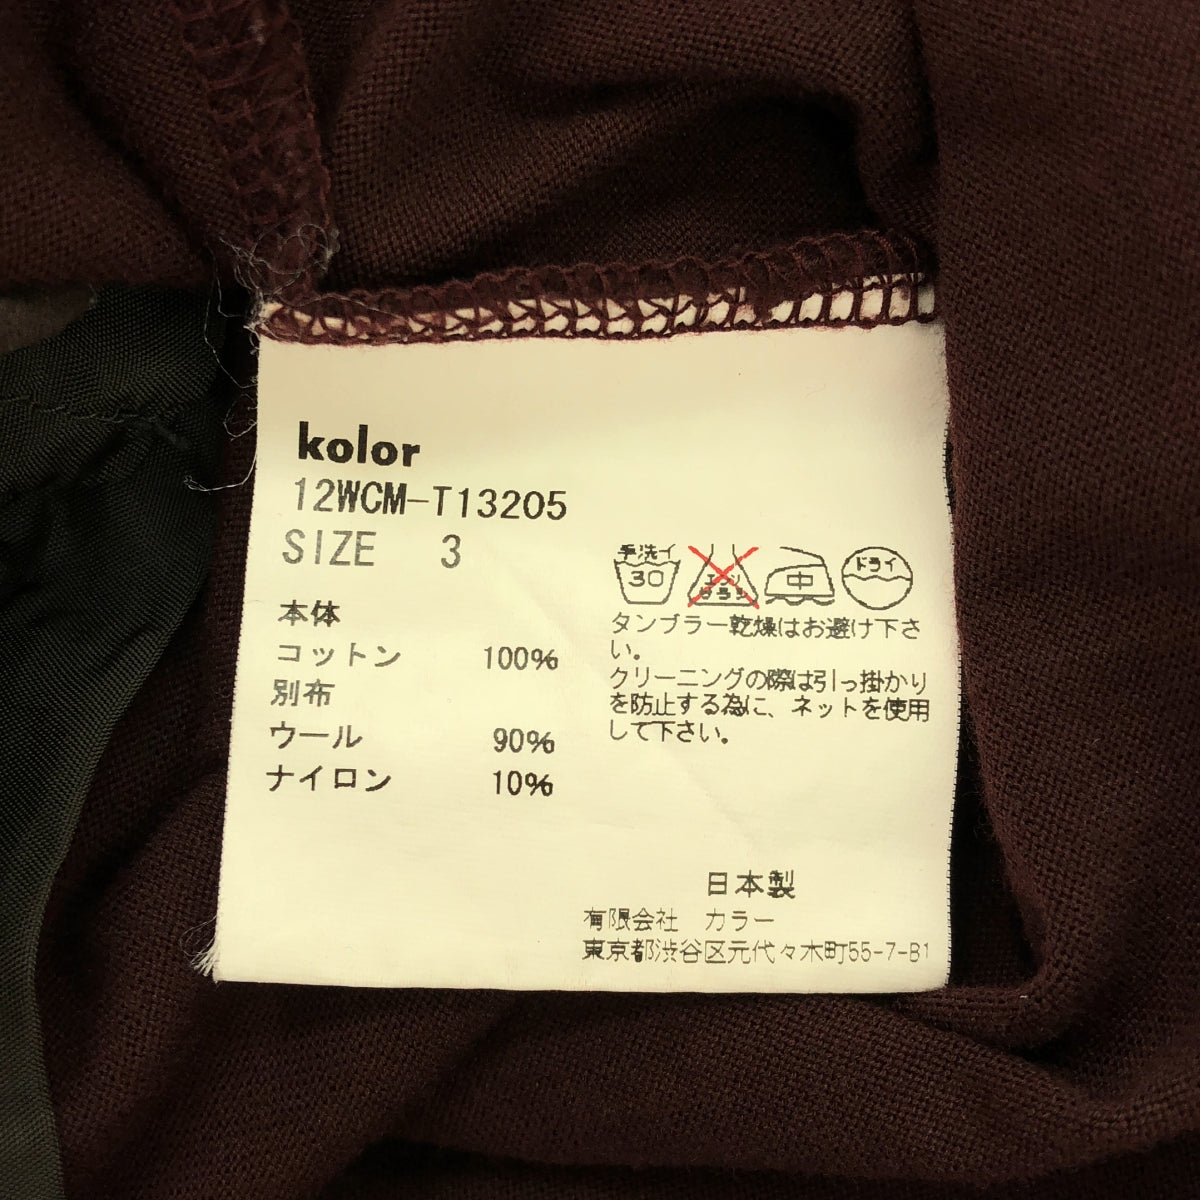 kolor
12WCM-T13205
SIZE 3
本体
コットン 100%
別布
ウール 90%
ナイロン 10%
手洗イ
30
エンソ
サラシ
中
ドライ
タンブラー乾燥はお避け下さ
い。
クリーニングの際は引っ掛かり
を防止する為に、ネットを使用
して下さい。
日本製
有限会社 カラー
東京都渋谷区元代々木町55-7-B1